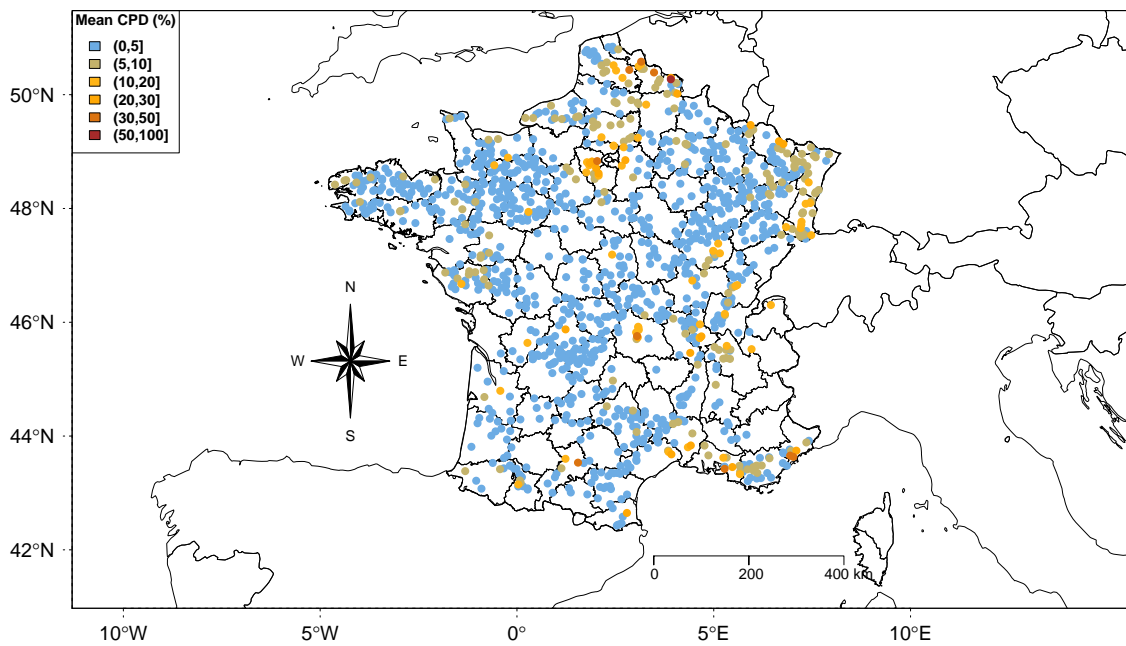 Mean CPD (%)
(0,5]
(5,10]
(10,20]
(20,30]
(30,50]
(50,100]
50°N
48°N
46°N
44°N
42°N
N
W
E
S
0
200
400 km
10°W
5°W
0°
5°E
10°E